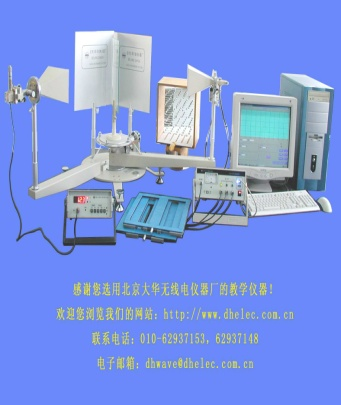 感谢您选用北京大华无线电仪器厂的教学仪器！
欢迎您浏览我们的网站：http://www.dhelec.com.cn
联系电话：010-62937153，62937148
电子邮箱：dhwave@dhelec.com.cn